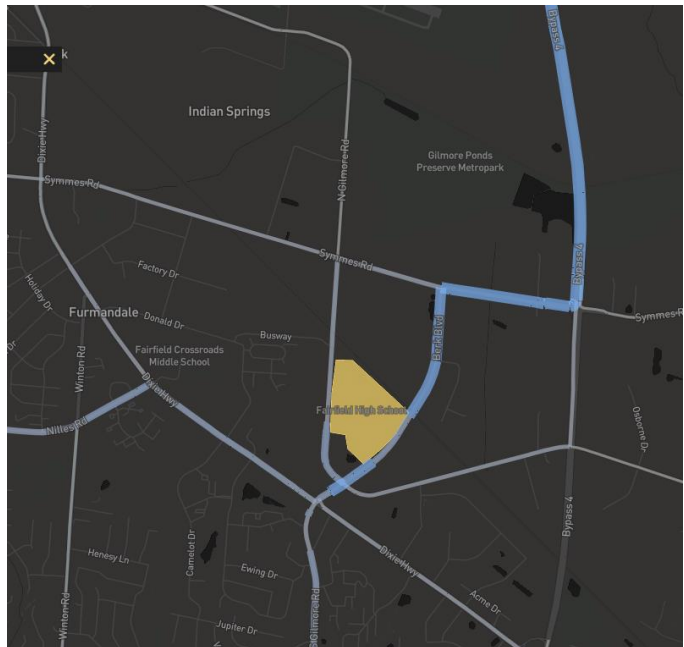 Bypass 4
k
Indian Springs
Dixie Hwy
N Gilmore Rd
Gilmore Ponds
Preserve Metropark
Symmes Rd
Symmes Rd
Bypass 4
Factory Dr
Holiday Dr
Furmandale
Donald Dr
Busway
Symmes R
Dr
Winton Rd
Fairfield Crossroads
Middle School
Dixie Hwy
Fairfield High School
Nilles Rd
Osborne Dr
Bypass 4
Camelot Dr
Henesy Ln
Ewing Dr
Dixie Hwy
Gilmore Rd
Acme Dr
Winton Rd
Jupiter Dr